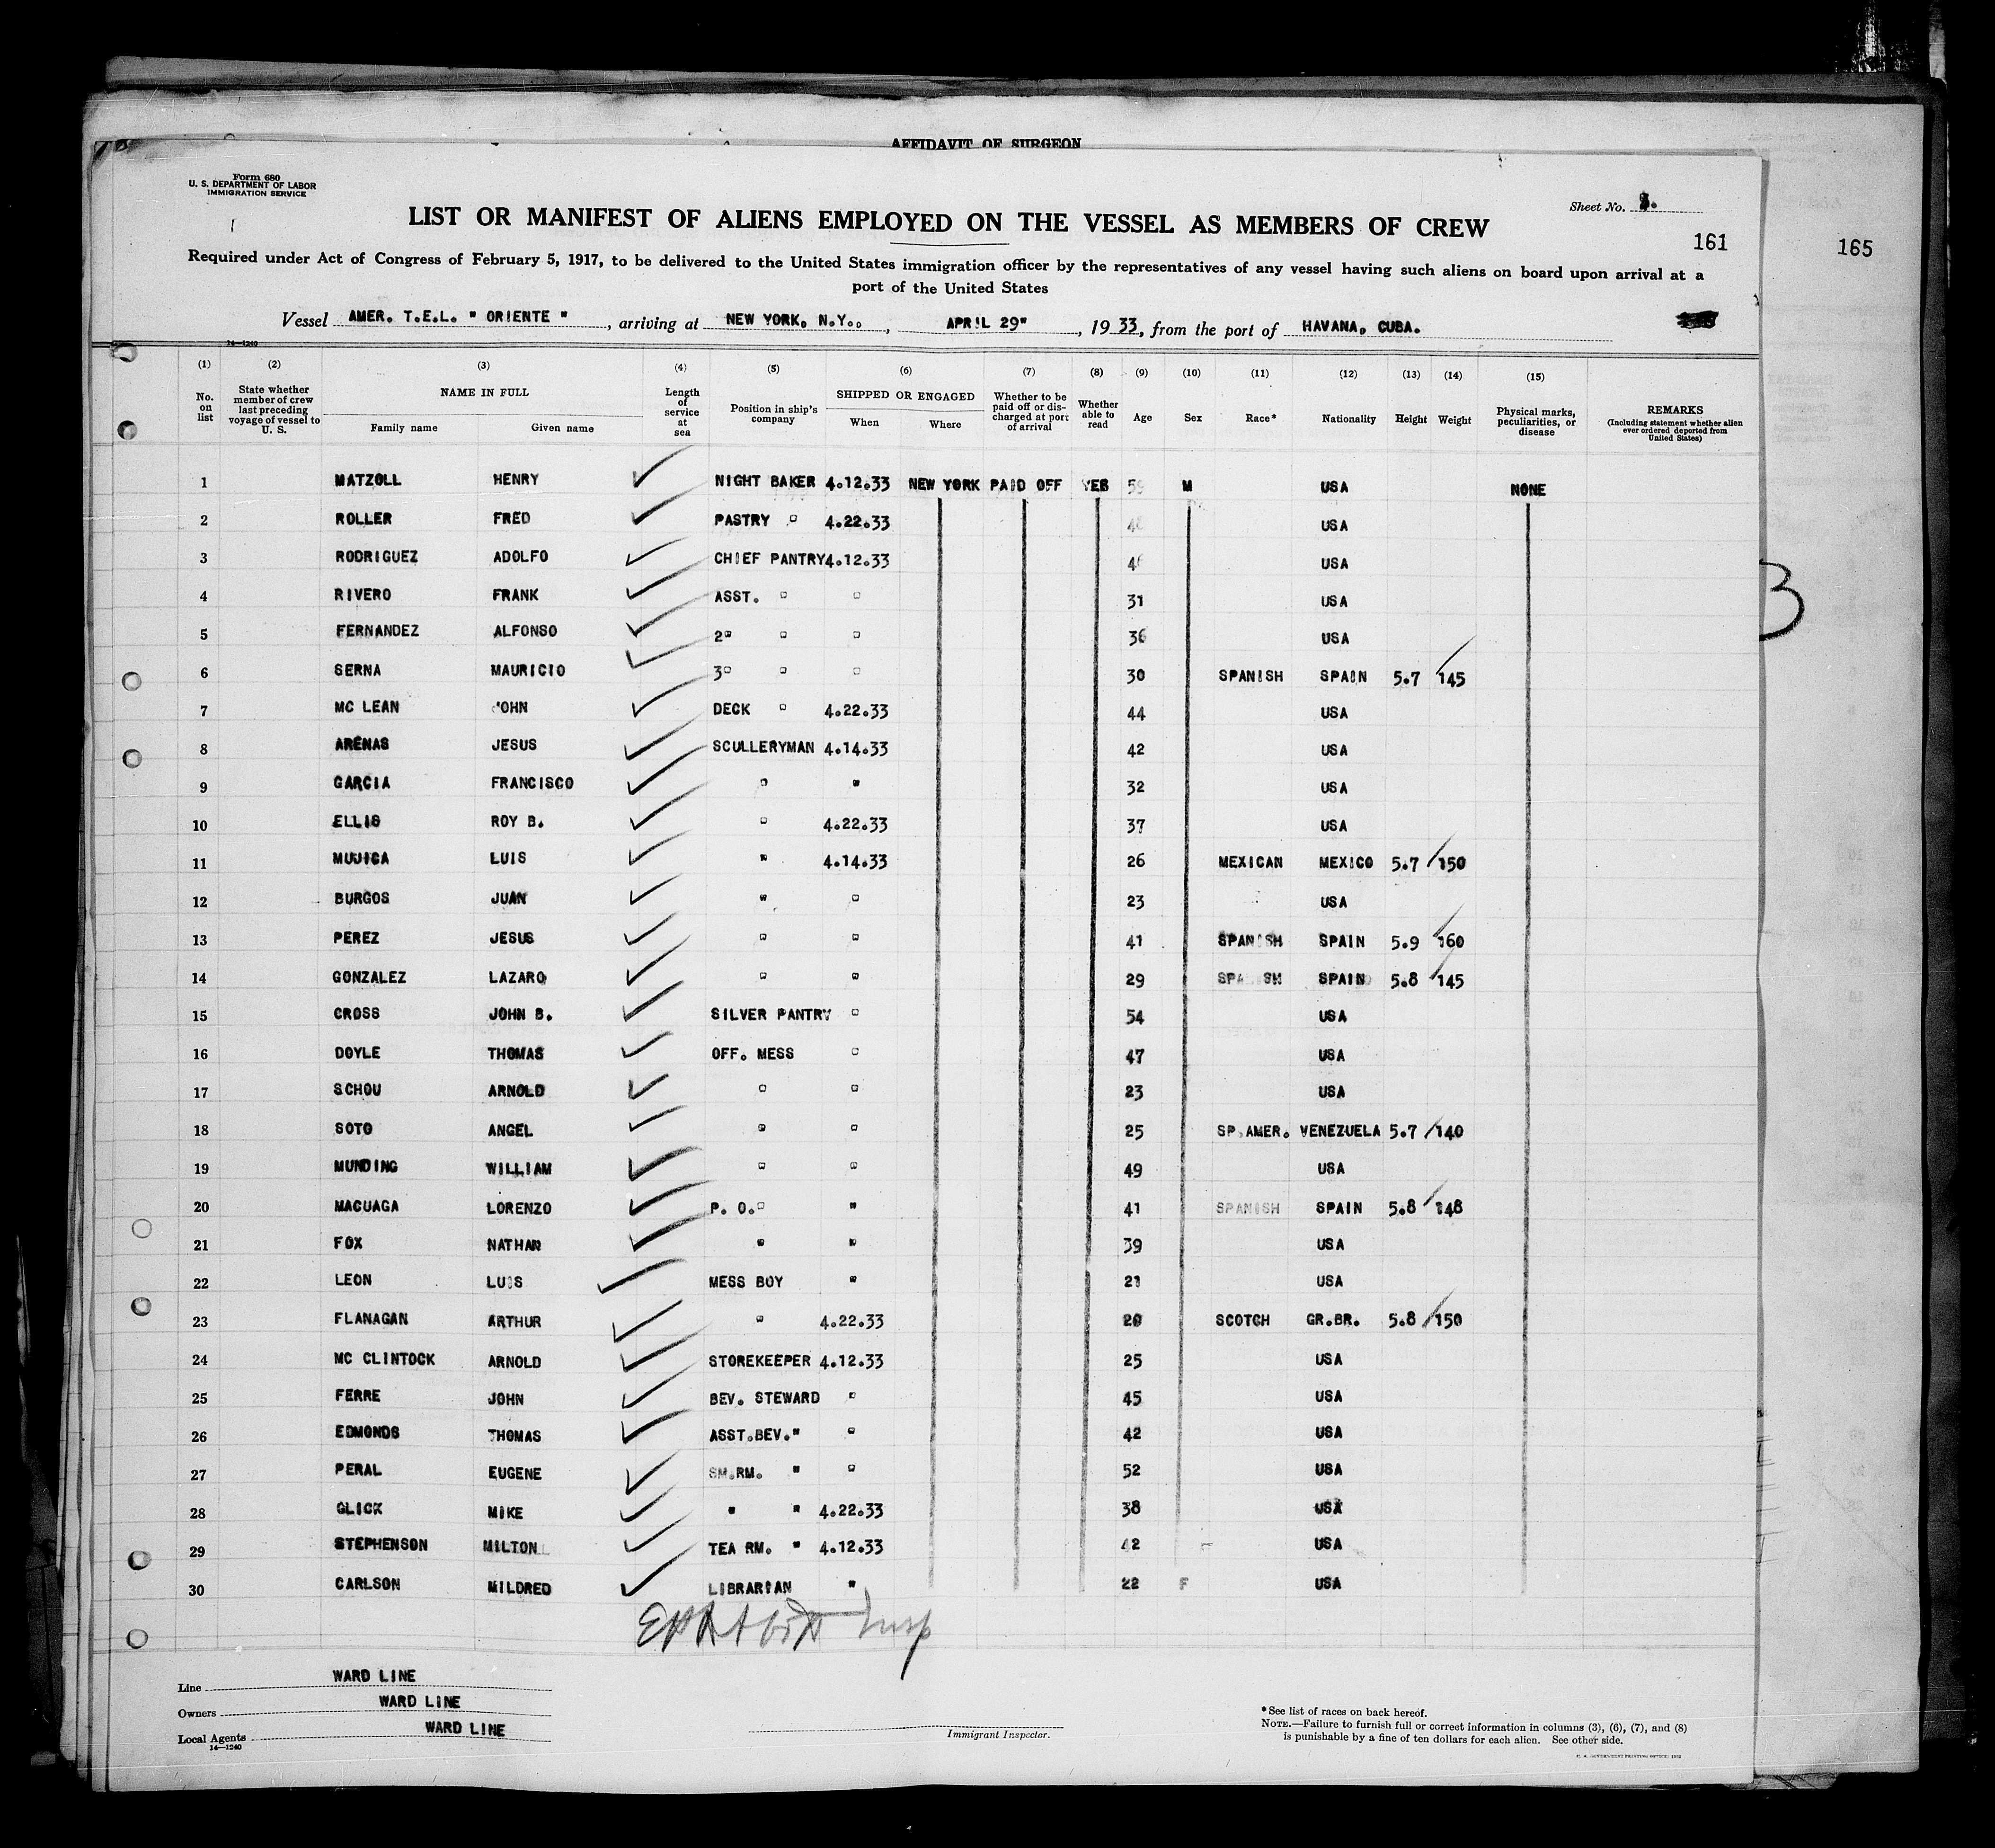 AFFIDAVIT OF SURGEON
Form 680
U. S. DEPARTMENT OF LABOR
IMMIGRATION SERVICE
Sheet No.
LIST OR MANIFEST OF ALIENS EMPLOYED ON THE VESSEL AS MEMBERS OF CREW
161
165
Required under Act of Congress of February 5, 1917, to be delivered to the United States immigration officer by the representatives of any vessel having such aliens on board upon arrival at a
port of the United States
Vessel AMER. T.E.L. " ORIENTE ", arriving at NEW YORK, N.Y., APRIL 29", 1933, from the port of HAVANA, CUBA.
14—1240
(1) (2) (3) (4) (5) (6) (7) (8) (9) (10) (11) (12) (13) (14) (15)
No. on list State whether member of crew last preceding voyage of vessel to U. S. NAME IN FULL Family name Given name Length of service at sea Position in ship's company SHIPPED OR ENGAGED When Where Whether to be paid off or discharged at port of arrival Whether able to read Age Sex Race* Nationality Height Weight Physical marks, peculiarities, or disease REMARKS (Including statement whether alien ever ordered deported from United States)
1 MATZOLL HENRY NIGHT BAKER 4.12.33 NEW YORK PAID OFF YES 59 M USA NONE
2 ROLLER FRED PASTRY " 4.22.33 USA
3 RODRIGUEZ ADOLFO CHIEF PANTRY 4.12.33 USA
4 RIVERO FRANK ASST. " " 31 USA
5 FERNANDEZ ALFONSO 2" " " 36 USA
6 SERNA MAURICIO 3" " " 30 SPANISH SPAIN 5.7 145
7 MC LEAN JOHN DECK " 4.22.33 44 USA
8 ARENAS JESUS SCULLERYMAN 4.14.33 42 USA
9 GARCIA FRANCISCO " " 32 USA
10 ELLIS ROY B. " 4.22.33 37 USA
11 MUJICA LUIS " 4.14.33 26 MEXICAN MEXICO 5.7 150
12 BURGOS JUAN " " 23 USA
13 PEREZ JESUS " " 41 SPANISH SPAIN 5.9 160
14 GONZALEZ LAZARO " " 29 SPANISH SPAIN 5.8 145
15 CROSS JOHN B. SILVER PANTRY " 54 USA
16 DOYLE THOMAS OFF. MESS " 47 USA
17 SCHOU ARNOLD " " 23 USA
18 SOTO ANGEL " " 25 SP.AMER. VENEZUELA 5.7 140
19 MUNDING WILLIAM " " 49 USA
20 MACUAGA LORENZO P. O." " 41 SPANISH SPAIN 5.8 148
21 FOX NATHAN " " 39 USA
22 LEON LUIS MESS BOY " 21 USA
23 FLANAGAN ARTHUR " 4.22.33 20 SCOTCH GR.BR. 5.8 150
24 MC CLINTOCK ARNOLD STOREKEEPER 4.12.33 25 USA
25 FERRE JOHN BEV. STEWARD " 45 USA
26 EDMONDS THOMAS ASST.BEV." " 42 USA
27 PERAL EUGENE SM.RM. " " 52 USA
28 GLICK MIKE " " 4.22.33 38 USA
29 STEPHENSON MILTON TEA RM. " 4.12.33 42 USA
30 CARLSON MILDRED LIBRARIAN " 22 F USA
3
Line WARD LINE
Owners WARD LINE
Local Agents WARD LINE
14—1240
Immigrant Inspector.
*See list of races on back hereof.
NOTE.—Failure to furnish full or correct information in columns (3), (6), (7), and (8)
is punishable by a fine of ten dollars for each alien. See other side.